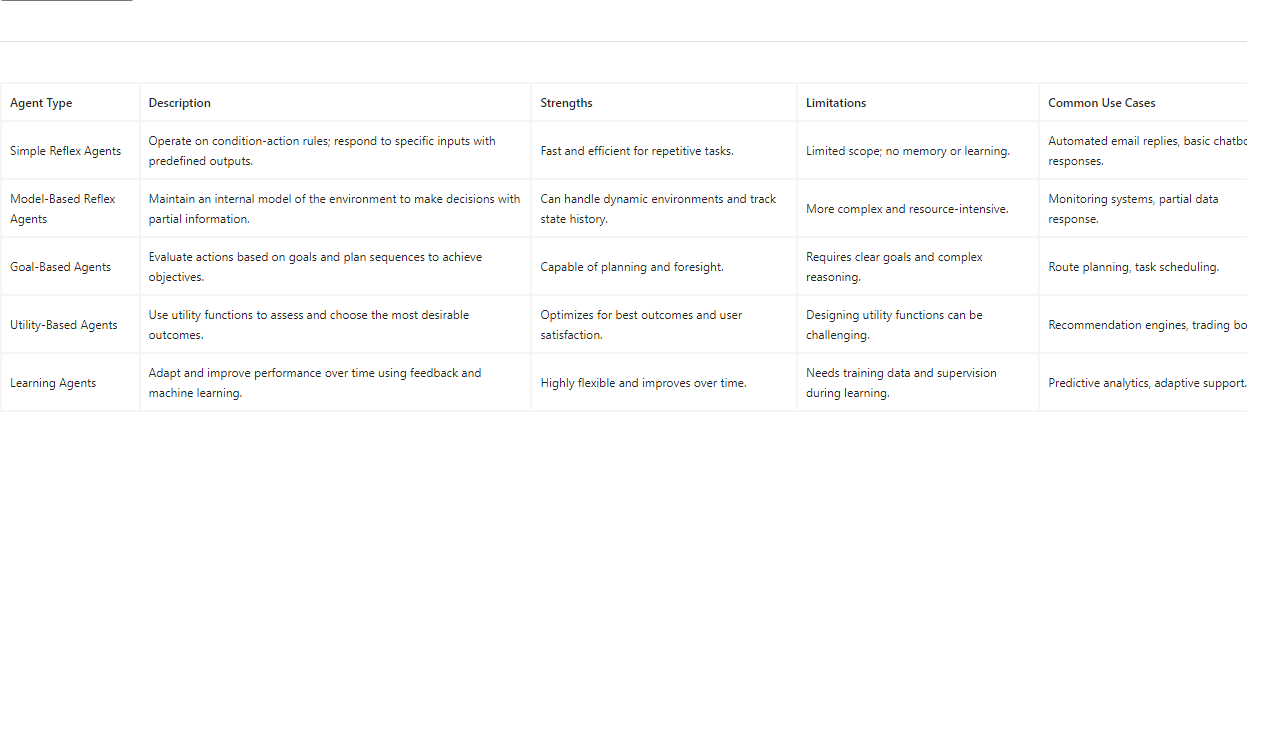 Agent Type Description Strengths Limitations Common Use Cases
Simple Reflex Agents
Operate on condition-action rules; respond to specific inputs with
predefined outputs.
Fast and efficient for repetitive tasks.
Limited scope; no memory or learning.
Automated email replies, basic
responses.
Model-Based Reflex
Agents
Maintain an internal model of the environment to make decisions with
partial information.
Can handle dynamic environments and track
state history.
More complex and resource-intensive.
Monitoring systems, partial data
response.
Goal-Based Agents
Evaluate actions based on goals and plan sequences to achieve
objectives.
Capable of planning and foresight.
Requires clear goals and complex
reasoning.
Route planning, task scheduling.
Utility-Based Agents
Use utility functions to assess and choose the most desirable
outcomes.
Optimizes for best outcomes and user
satisfaction.
Designing utility functions can be
challenging.
Recommendation engines, trading
Learning Agents
Adapt and improve performance over time using feedback and
machine learning.
Highly flexible and improves over time.
Needs training data and supervision
during learning.
Predictive analytics, adaptive support.